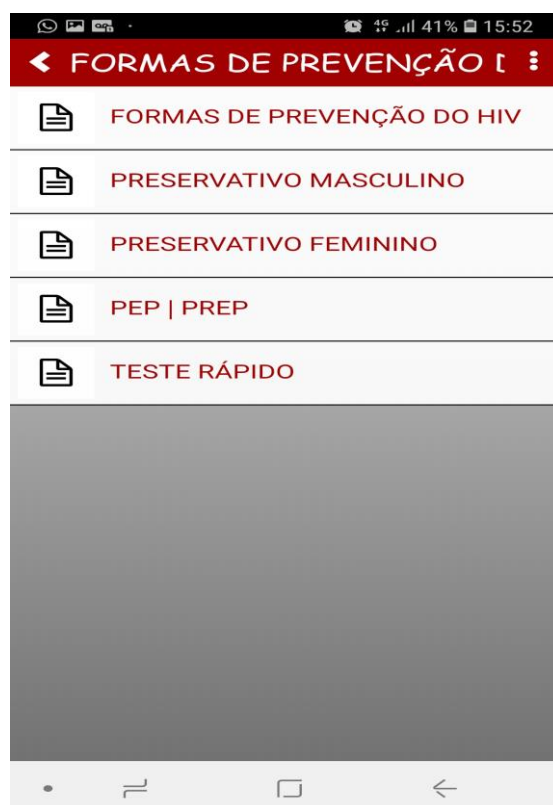 4G 41% 15:52
FORMAS DE PREVENÇÃO
FORMAS DE PREVENÇÃO DO HIV
PRESERVATIVO MASCULINO
PRESERVATIVO FEMININO
PEP | PREP
TESTE RÁPIDO